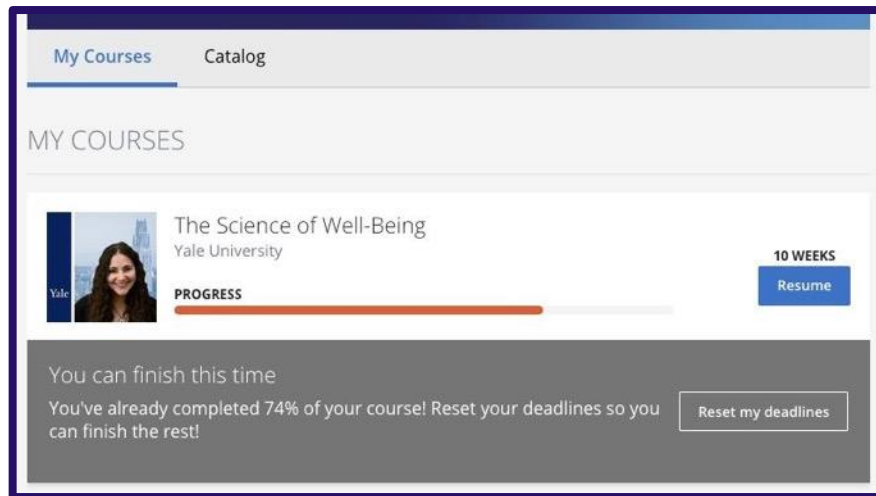 My Courses Catalog
MY COURSES
The Science of Well-Being
Yale University
Yale
PROGRESS
10 WEEKS
Resume
You can finish this time
You've already completed 74% of your course! Reset your deadlines so you
can finish the rest!
Reset my deadlines